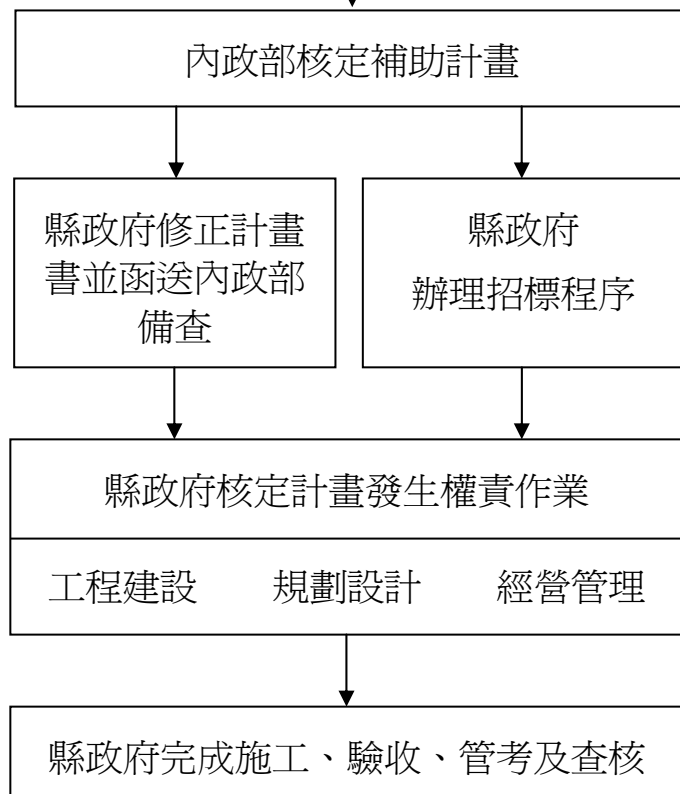 內政部核定補助計畫
縣政府修正計畫
書並函送內政部
備查
縣政府
辦理招標程序
縣政府核定計畫發生權責作業
工程建設 規劃設計 經營管理
縣政府完成施工、驗收、管考及查核